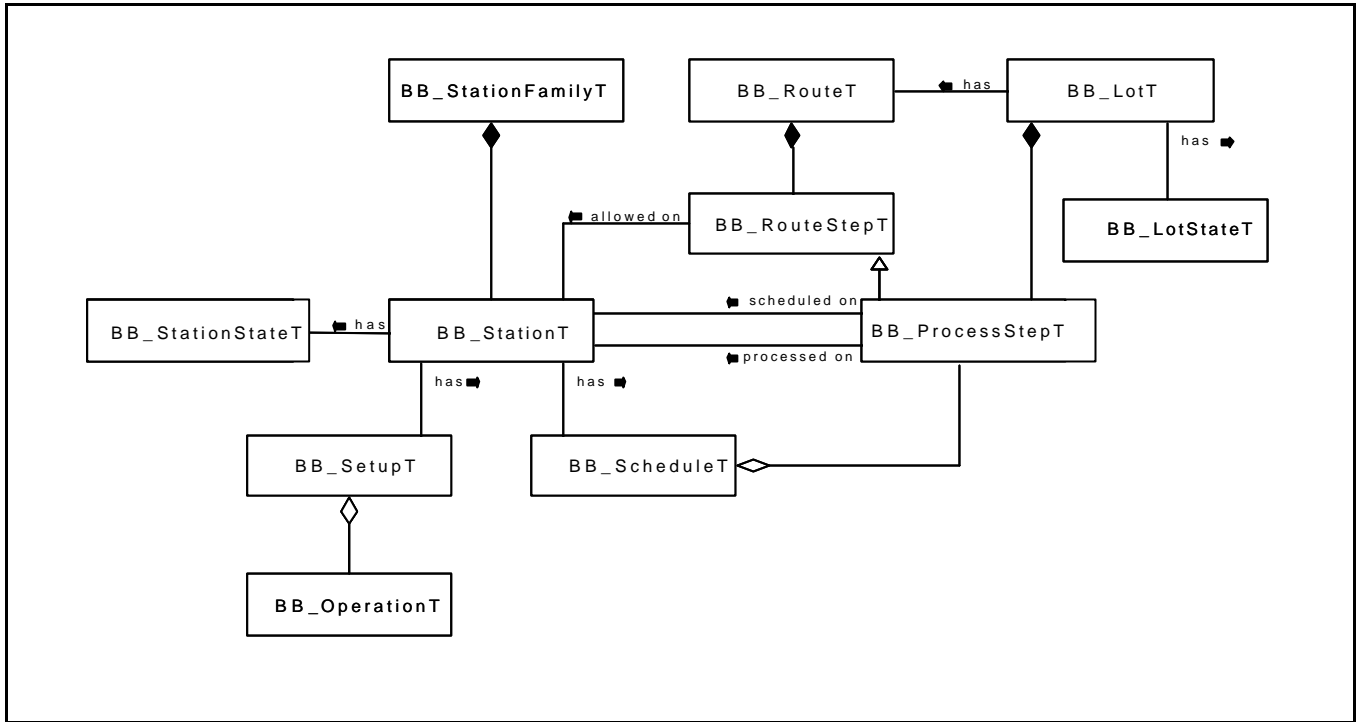 BB_StationFamilyT
BB_RouteT
has
BB_LotT
has
allowed on
BB_RouteStepT
BB_LotStateT
BB_StationStateT
has
BB_StationT
scheduled on
processed on
BB_ProcessStepT
has
has
BB_SetupT
BB_ScheduleT
BB_OperationT